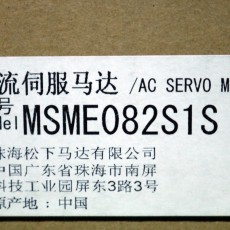 流伺服马达 /AC SERVO M
号
del MSME082S1S
珠海松下马达有限公司
中国广东省珠海市南屏
科技工业园屏东3路3号
原产地：中国